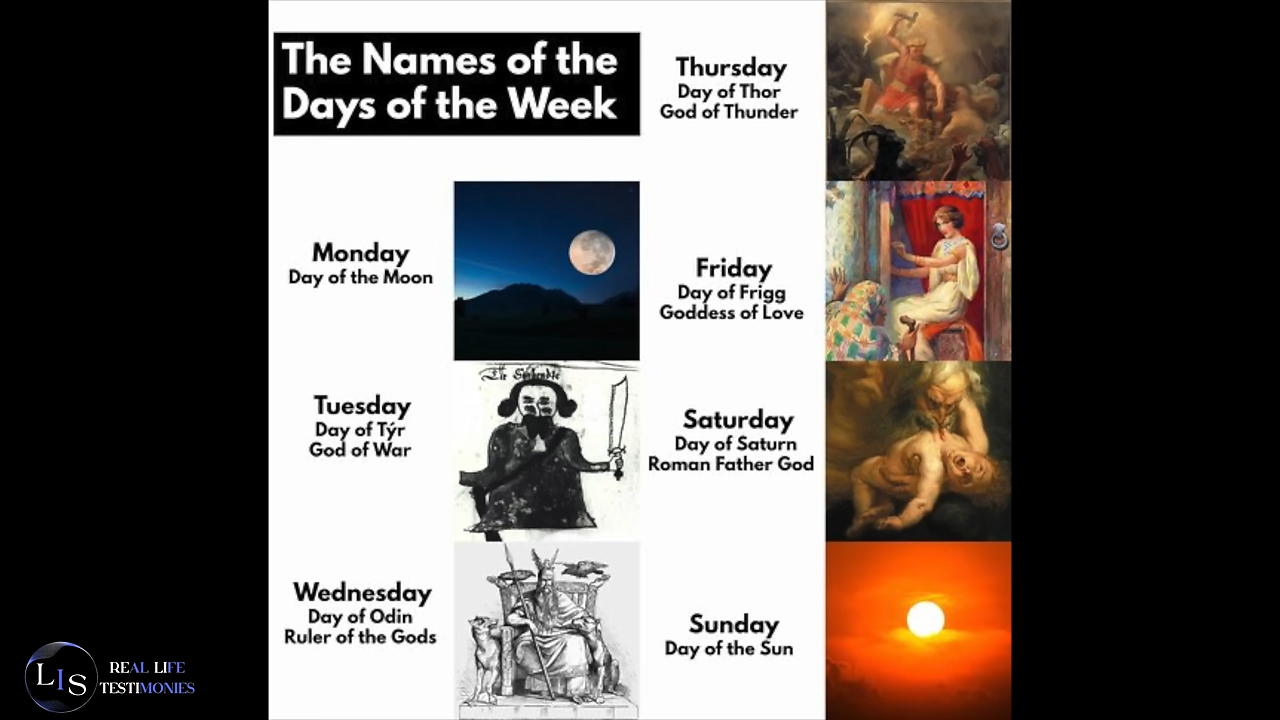 The Names of the
Days of the Week
Monday
Day of the Moon
Tuesday
Day of Týr
God of War
Wednesday
Day of Odin
Ruler of the Gods
Thursday
Day of Thor
God of Thunder
Friday
Day of Frigg
Goddess of Love
Saturday
Day of Saturn
Roman Father God
Sunday
Day of the Sun
LIS
REAL LIFE
TESTIMONIES